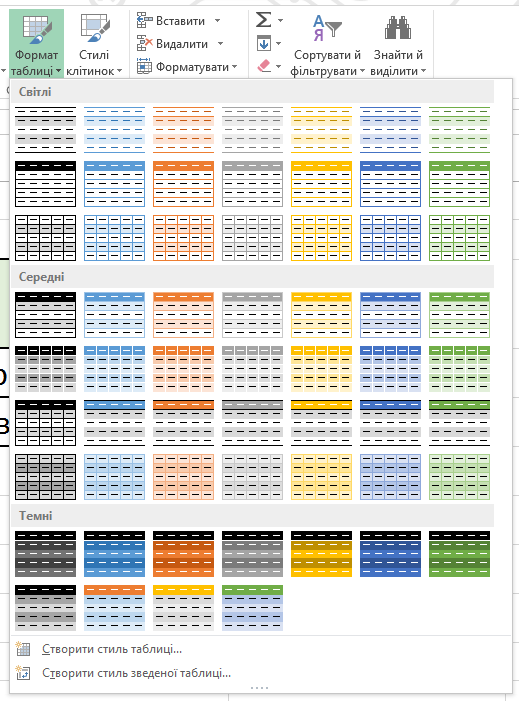 Формат таблиці
Стилі клітинок
Вставити
Видалити
Форматувати
Сортувати й фільтрувати
Знайти й виділити
Світлі
Середні
Темні
Створити стиль таблиці...
Створити стиль зведеної таблиці...